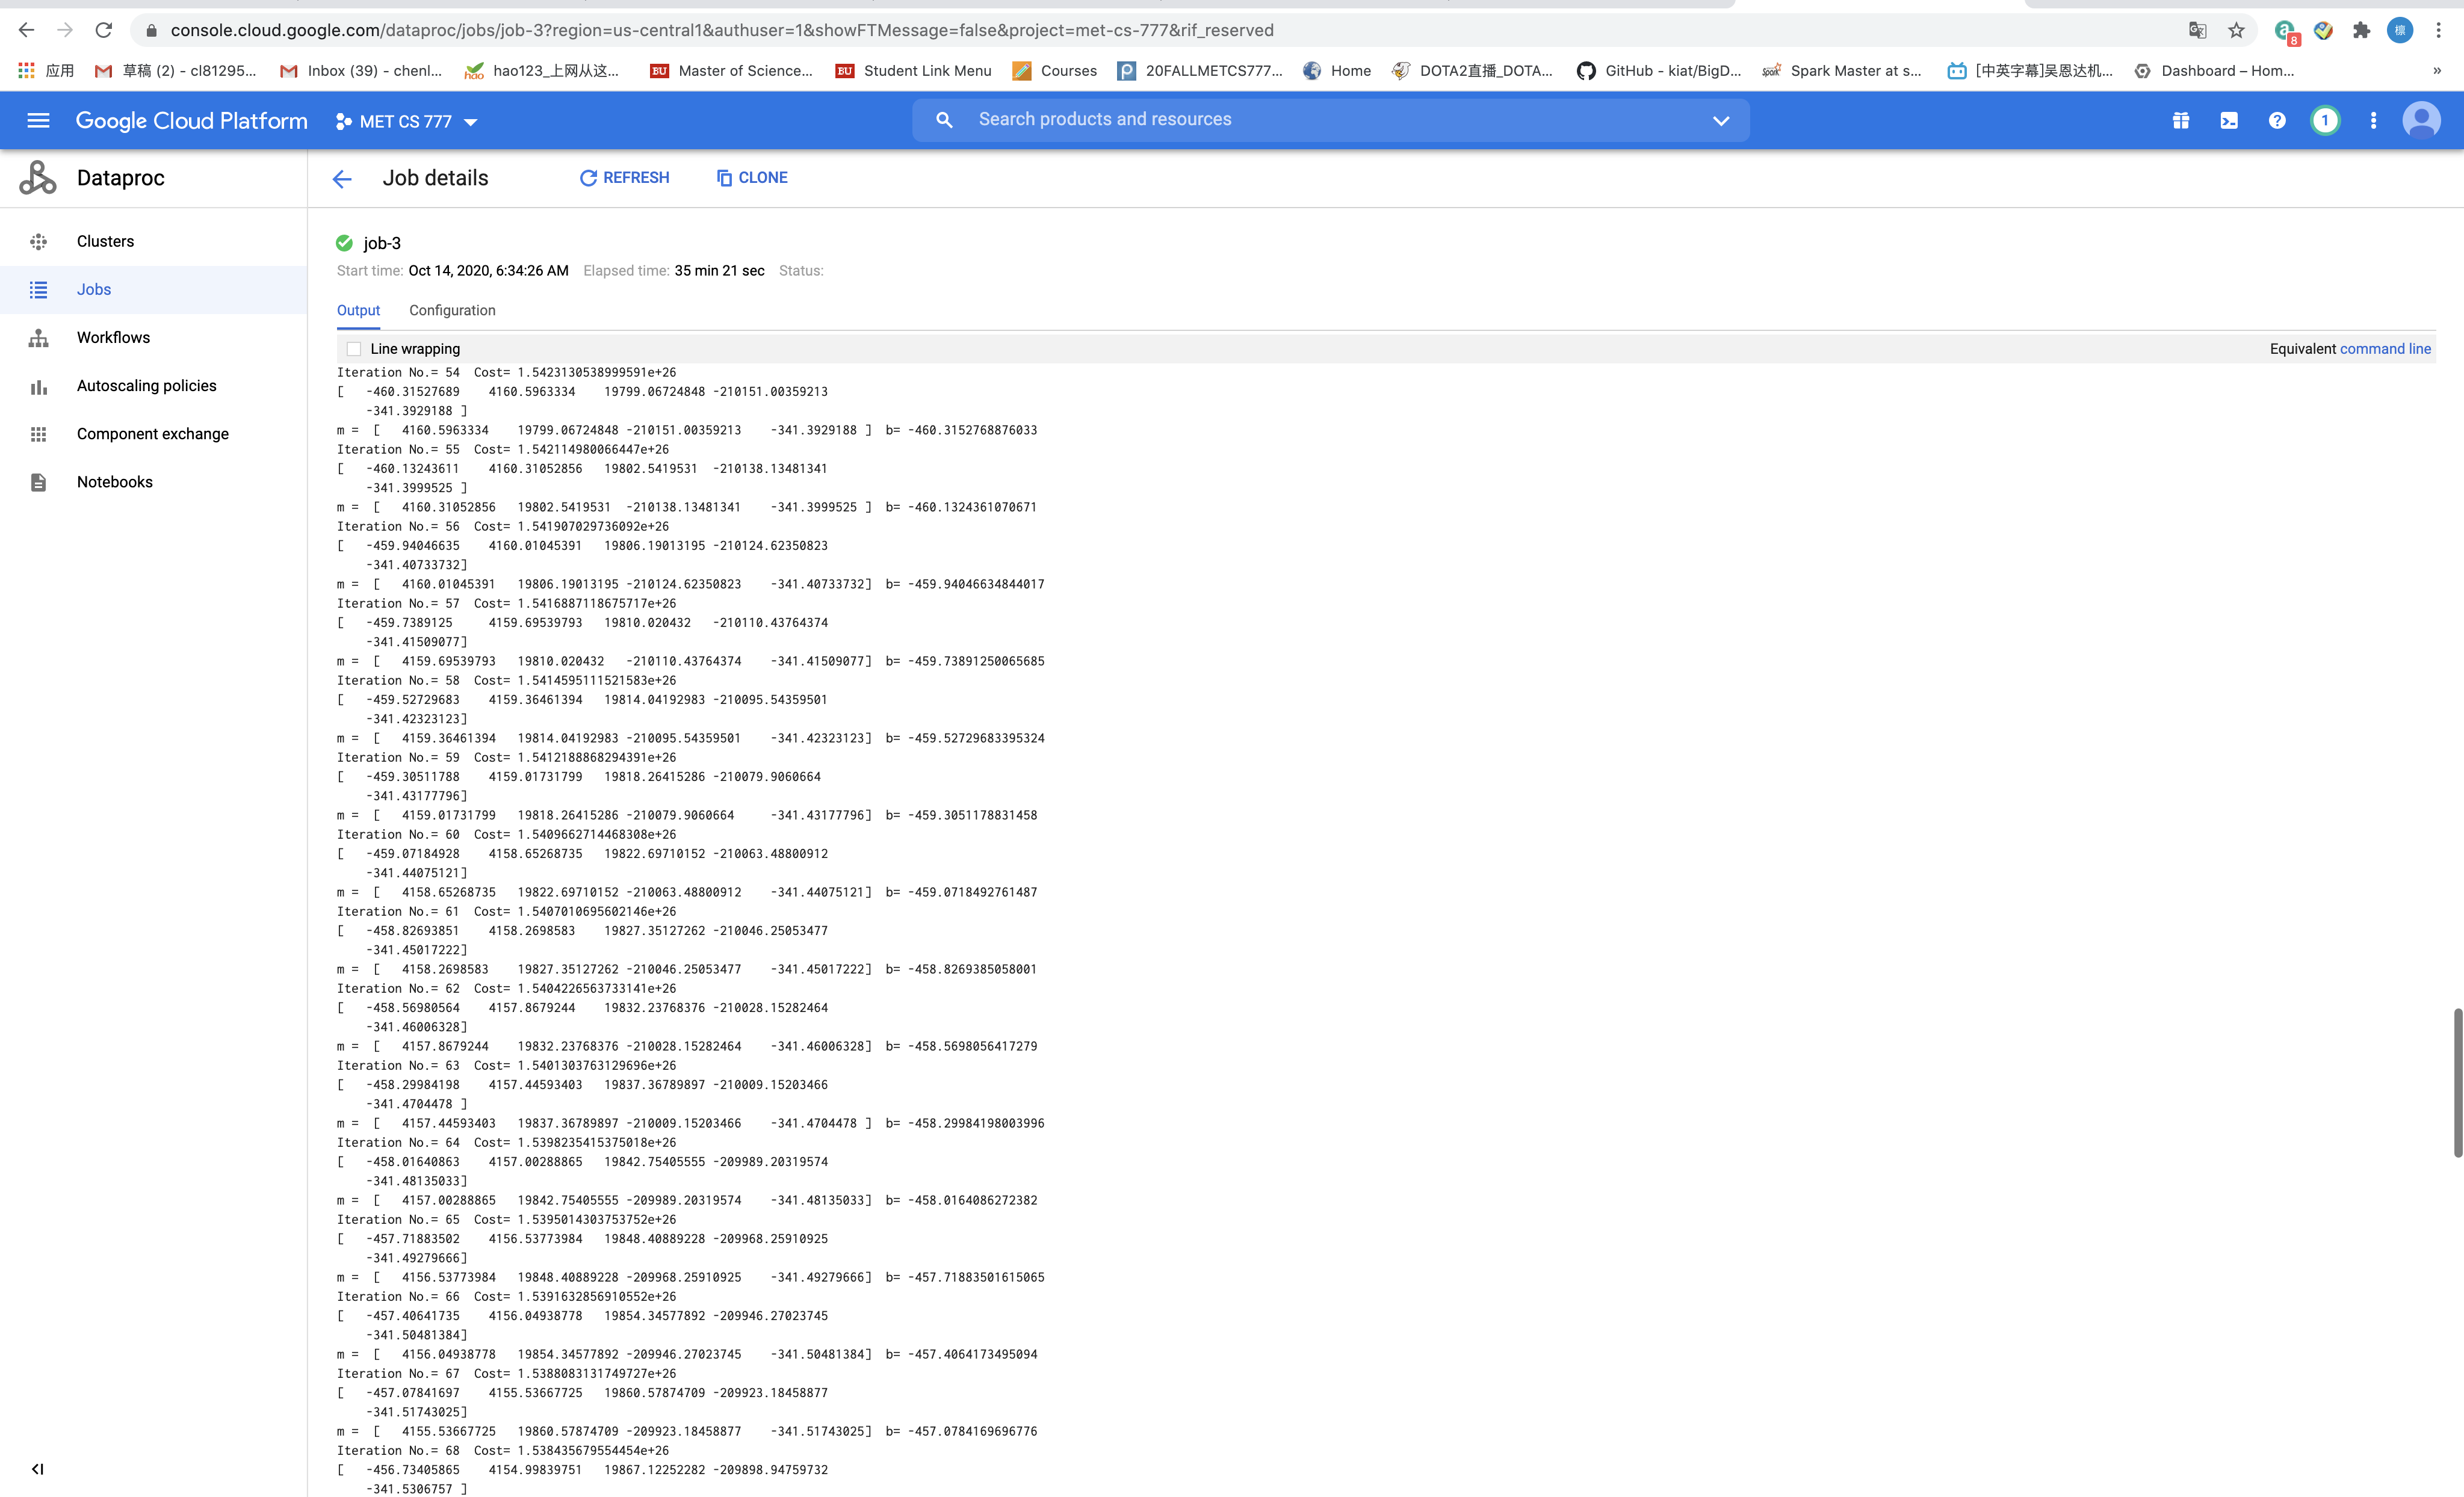 console.cloud.google.com/dataproc/jobs/job-3?region=us-central1&authuser=1&showFTMessage=false&project=met-cs-777&rif_reserved
a 8 檩
应用 草稿 (2) - cl81295... Inbox (39) - chenl... hao123_上网从这... BU Master of Science... BU Student Link Menu Courses 20FALLMETCS777... Home DOTA2直播_DOTA... GitHub - kiat/BigD... Spark Master at s... [中英字幕]吴恩达机... Dashboard – Hom... »
Google Cloud Platform MET CS 777 Search products and resources 1
Dataproc
Job details REFRESH CLONE
Clusters
Jobs
Workflows
Autoscaling policies
Component exchange
Notebooks
job-3
Start time: Oct 14, 2020, 6:34:26 AM Elapsed time: 35 min 21 sec Status:
Output Configuration
Line wrapping Equivalent command line
Iteration No.= 54 Cost= 1.5423130538999591e+26
[ -460.31527689 4160.5963334 19799.06724848 -210151.00359213
-341.3929188 ]
m = [ 4160.5963334 19799.06724848 -210151.00359213 -341.3929188 ] b= -460.3152768876033
Iteration No.= 55 Cost= 1.542114980066447e+26
[ -460.13243611 4160.31052856 19802.5419531 -210138.13481341
-341.3999525 ]
m = [ 4160.31052856 19802.5419531 -210138.13481341 -341.3999525 ] b= -460.1324361070671
Iteration No.= 56 Cost= 1.541907029736092e+26
[ -459.94046635 4160.01045391 19806.19013195 -210124.62350823
-341.40733732]
m = [ 4160.01045391 19806.19013195 -210124.62350823 -341.40733732] b= -459.94046634844017
Iteration No.= 57 Cost= 1.5416887118675717e+26
[ -459.7389125 4159.69539793 19810.020432 -210110.43764374
-341.41509077]
m = [ 4159.69539793 19810.020432 -210110.43764374 -341.41509077] b= -459.73891250065685
Iteration No.= 58 Cost= 1.5414595111521583e+26
[ -459.52729683 4159.36461394 19814.04192983 -210095.54359501
-341.42323123]
m = [ 4159.36461394 19814.04192983 -210095.54359501 -341.42323123] b= -459.52729683395324
Iteration No.= 59 Cost= 1.5412188868294391e+26
[ -459.30511788 4159.01731799 19818.26415286 -210079.9060664
-341.43177796]
m = [ 4159.01731799 19818.26415286 -210079.9060664 -341.43177796] b= -459.3051178831458
Iteration No.= 60 Cost= 1.5409662714468308e+26
[ -459.07184928 4158.65268735 19822.69710152 -210063.48800912
-341.44075121]
m = [ 4158.65268735 19822.69710152 -210063.48800912 -341.44075121] b= -459.0718492761487
Iteration No.= 61 Cost= 1.5407010695602146e+26
[ -458.82693851 4158.2698583 19827.35127262 -210046.25053477
-341.45017222]
m = [ 4158.2698583 19827.35127262 -210046.25053477 -341.45017222] b= -458.8269385058001
Iteration No.= 62 Cost= 1.5404226563733141e+26
[ -458.56980564 4157.8679244 19832.23768376 -210028.15282464
-341.46006328]
m = [ 4157.8679244 19832.23768376 -210028.15282464 -341.46006328] b= -458.5698056417279
Iteration No.= 63 Cost= 1.5401303763129696e+26
[ -458.29984198 4157.44593403 19837.36789897 -210009.15203466
-341.4704478 ]
m = [ 4157.44593403 19837.36789897 -210009.15203466 -341.4704478 ] b= -458.29984198003996
Iteration No.= 64 Cost= 1.5398235415375018e+26
[ -458.01640863 4157.00288865 19842.75405555 -209989.20319574
-341.48135033]
m = [ 4157.00288865 19842.75405555 -209989.20319574 -341.48135033] b= -458.0164086272382
Iteration No.= 65 Cost= 1.5395014303753752e+26
[ -457.71883502 4156.53773984 19848.40889228 -209968.25910925
-341.49279666]
m = [ 4156.53773984 19848.40889228 -209968.25910925 -341.49279666] b= -457.71883501615065
Iteration No.= 66 Cost= 1.5391632856910552e+26
[ -457.40641735 4156.04938778 19854.34577892 -209946.27023745
-341.50481384]
m = [ 4156.04938778 19854.34577892 -209946.27023745 -341.50481384] b= -457.4064173495094
Iteration No.= 67 Cost= 1.5388083131749727e+26
[ -457.07841697 4155.53667725 19860.57874709 -209923.18458877
-341.51743025]
m = [ 4155.53667725 19860.57874709 -209923.18458877 -341.51743025] b= -457.0784169696776
Iteration No.= 68 Cost= 1.538435679554454e+26
[ -456.73405865 4154.99839751 19867.12252282 -209898.94759732
-341.5306757 ]